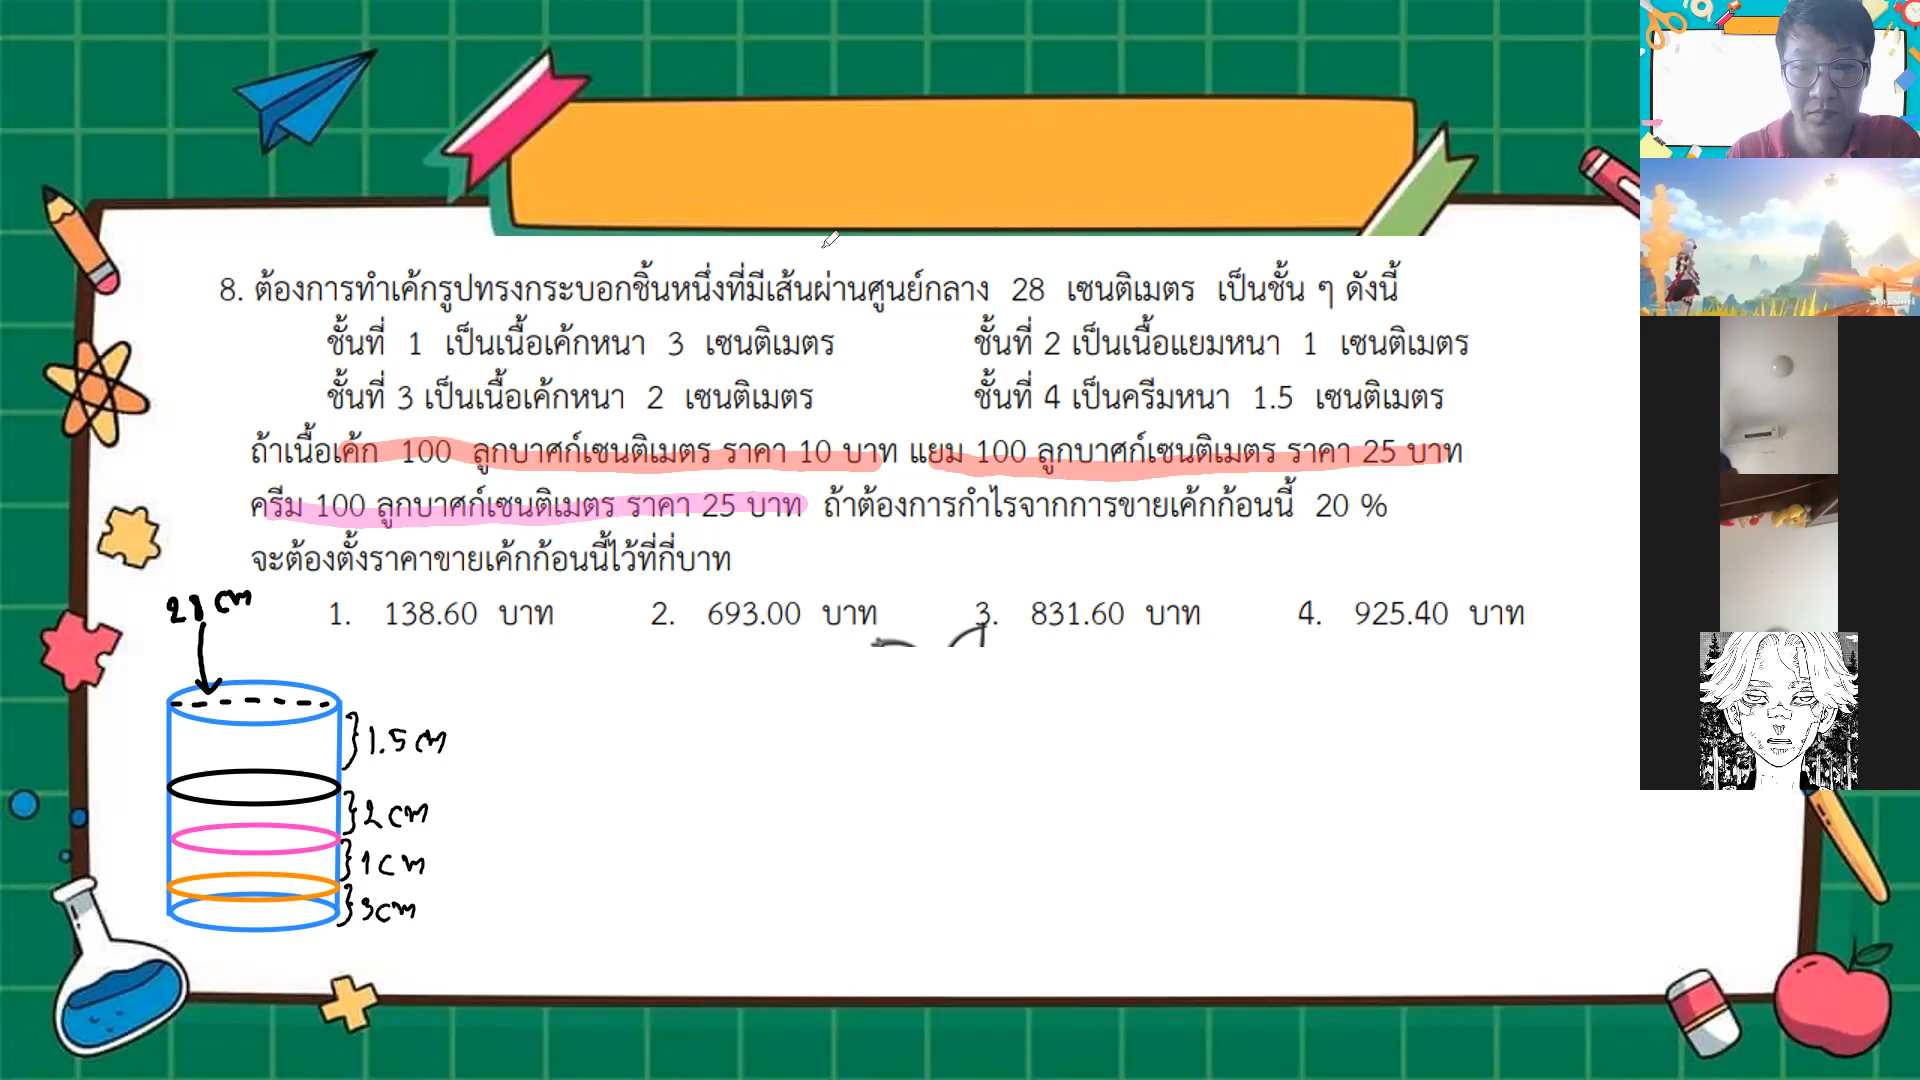 8. ต้องการทำเค้กรูปทรงกระบอกชิ้นหนึ่งที่มีเส้นผ่านศูนย์กลาง 28 เซนติเมตร เป็นชั้น ๆ ดังนี้
ชั้นที่ 1 เป็นเนื้อเค้กหนา 3 เซนติเมตร ชั้นที่ 2 เป็นเนื้อแยมหนา 1 เซนติเมตร
ชั้นที่ 3 เป็นเนื้อเค้กหนา 2 เซนติเมตร ชั้นที่ 4 เป็นครีมหนา 1.5 เซนติเมตร
ถ้าเนื้อเค้ก 100 ลูกบาศก์เซนติเมตร ราคา 10 บาท แยม 100 ลูกบาศก์เซนติเมตร ราคา 25 บาท
ครีม 100 ลูกบาศก์เซนติเมตร ราคา 25 บาท ถ้าต้องการกำไรจากการขายเค้กก้อนนี้ 20 %
จะต้องตั้งราคาขายเค้กก้อนนี้ไว้ที่กี่บาท
1. 138.60 บาท 2. 693.00 บาท 3. 831.60 บาท 4. 925.40 บาท
28 cm
1.5 cm
2 cm
1 cm
3 cm